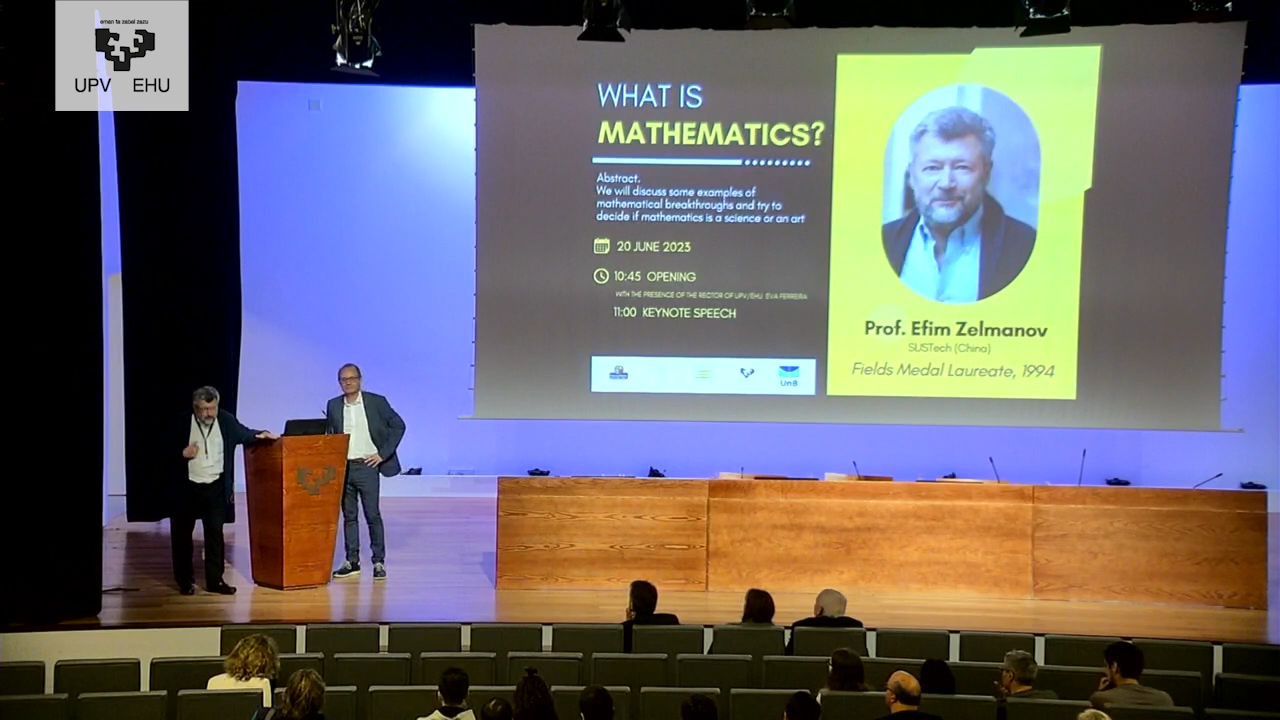 eman ta zabal zazu
UPV EHU
WHAT IS
MATHEMATICS?
Abstract.
We will discuss some examples of
mathematical breakthroughs and try to
decide if mathematics is a science or an art
20 JUNE 2023
10:45 OPENING
WITH THE PRESENCE OF THE RECTOR OF UPV/EHU EVA FERREIRA
11:00 KEYNOTE SPEECH
UnB
Prof. Efim Zelmanov
SUSTech (China)
Fields Medal Laureate, 1994